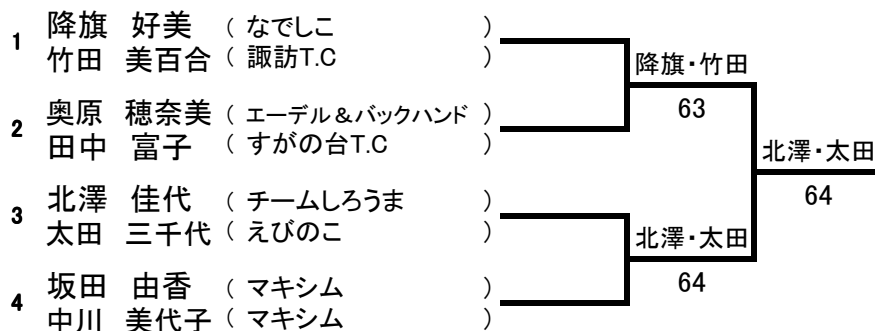 1 降旗 好美 ( なでしこ )
竹田 美百合 ( 諏訪T.C )
2 奥原 穂奈美 ( エーデル&バックハンド )
田中 富子 ( すがの台T.C )
3 北澤 佳代 ( チームしろうま )
太田 三千代 ( えびのこ )
4 坂田 由香 ( マキシム )
中川 美代子 ( マキシム )
降旗・竹田
63
北澤・太田
64
北澤・太田
64